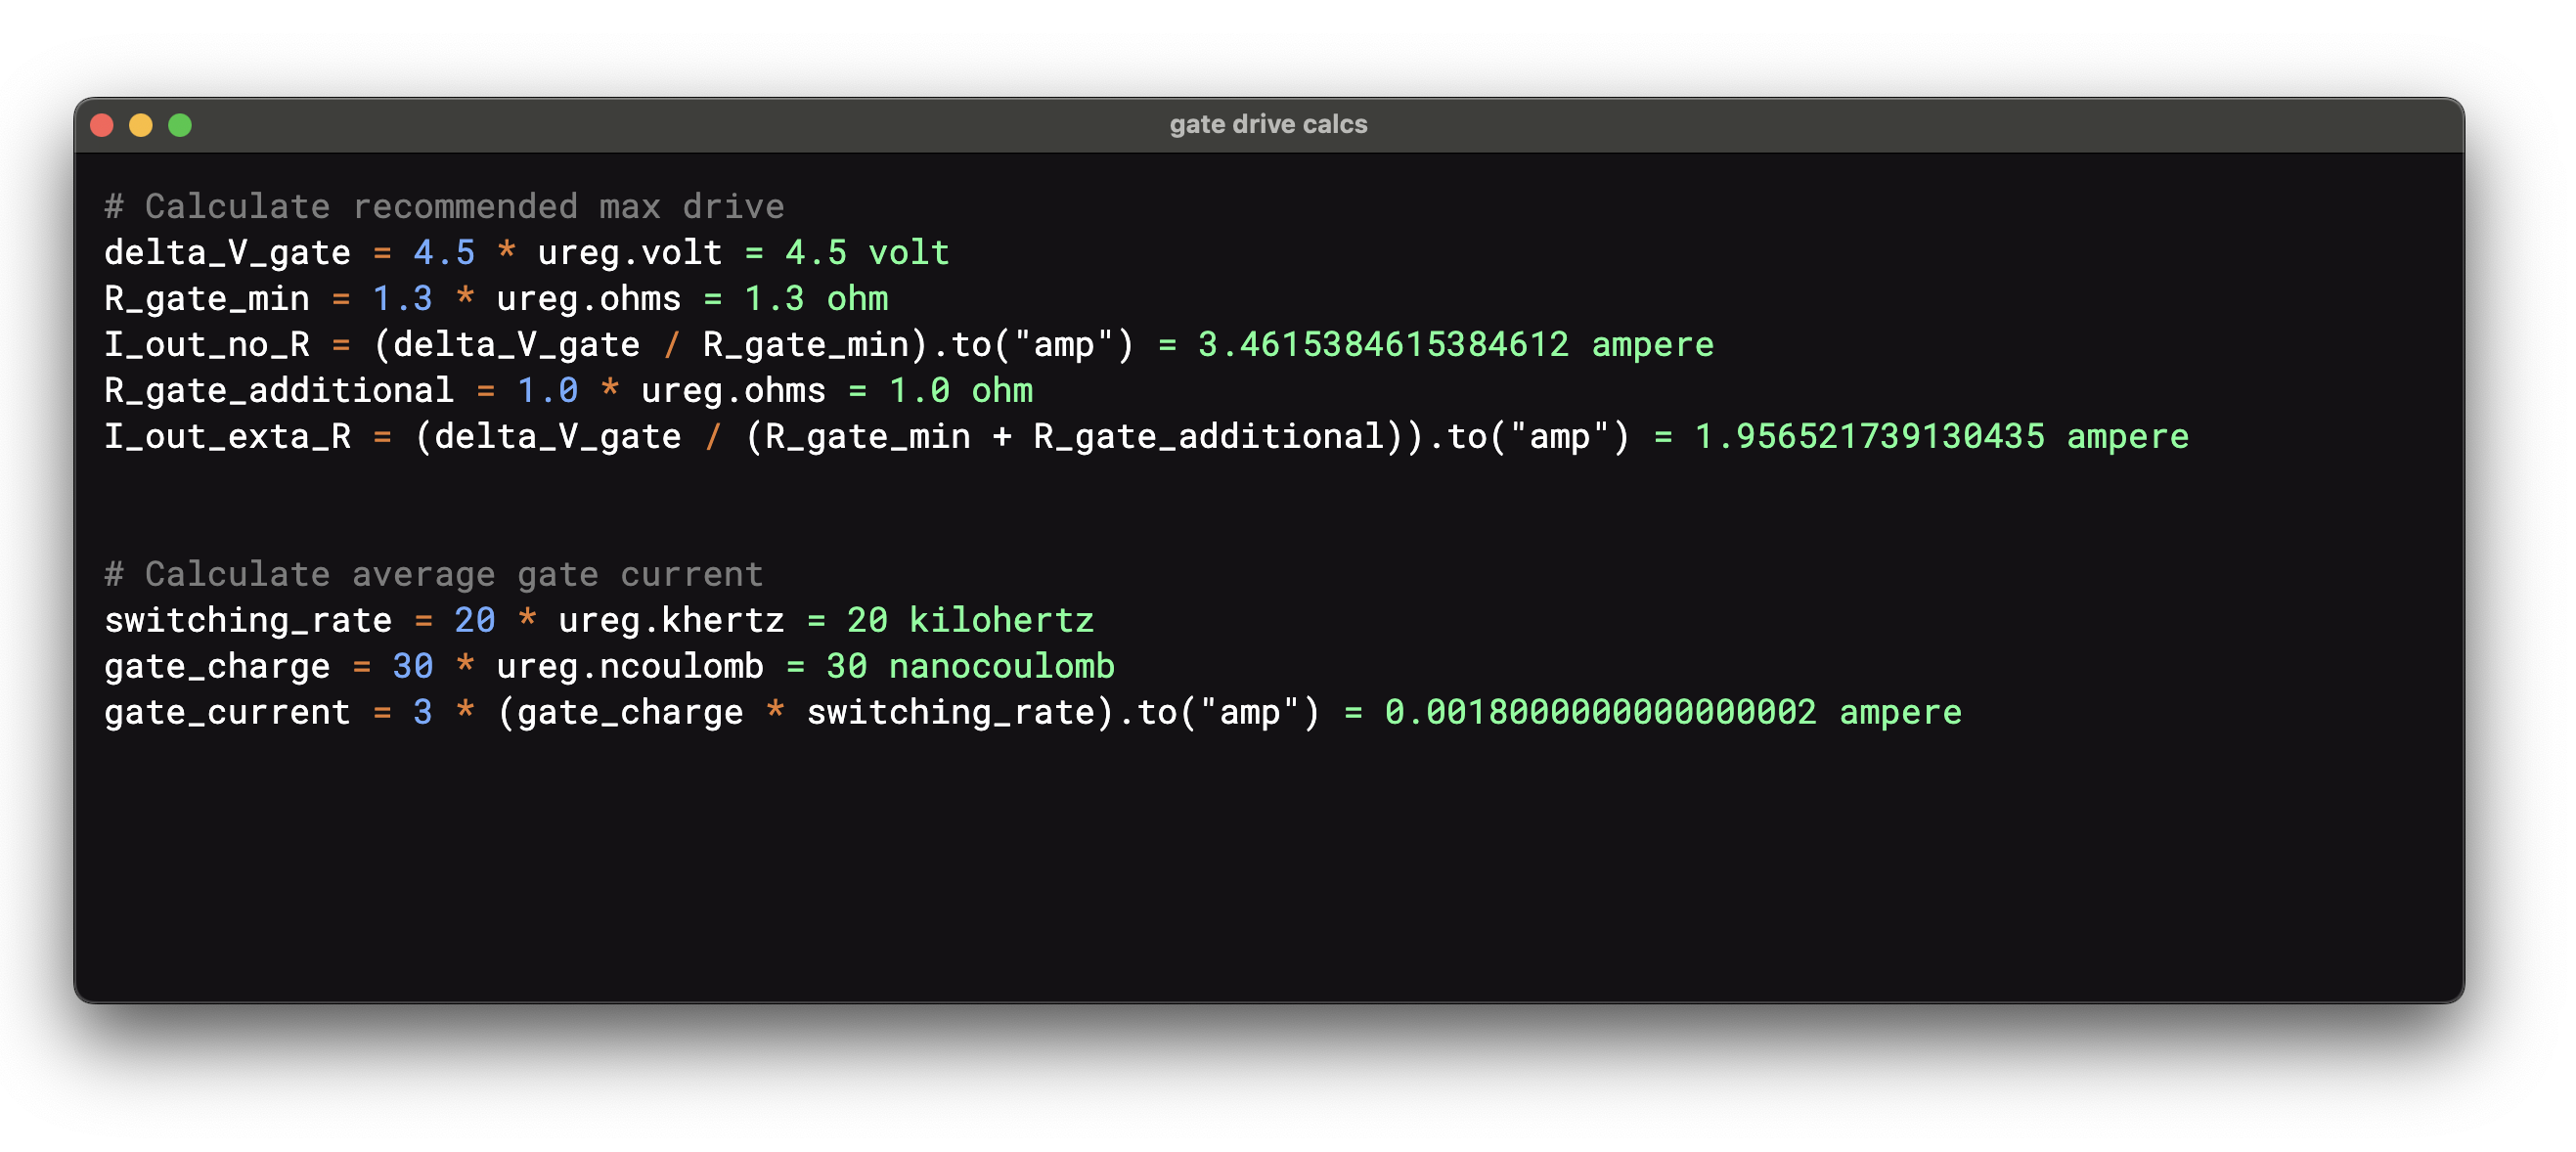 gate drive calcs
# Calculate recommended max drive
delta_V_gate = 4.5 * ureg.volt = 4.5 volt
R_gate_min = 1.3 * ureg.ohms = 1.3 ohm
I_out_no_R = (delta_V_gate / R_gate_min).to("amp") = 3.4615384615384612 ampere
R_gate_additional = 1.0 * ureg.ohms = 1.0 ohm
I_out_exta_R = (delta_V_gate / (R_gate_min + R_gate_additional)).to("amp") = 1.956521739130435 ampere
# Calculate average gate current
switching_rate = 20 * ureg.khertz = 20 kilohertz
gate_charge = 30 * ureg.ncoulomb = 30 nanocoulomb
gate_current = 3 * (gate_charge * switching_rate).to("amp") = 0.0018000000000000002 ampere